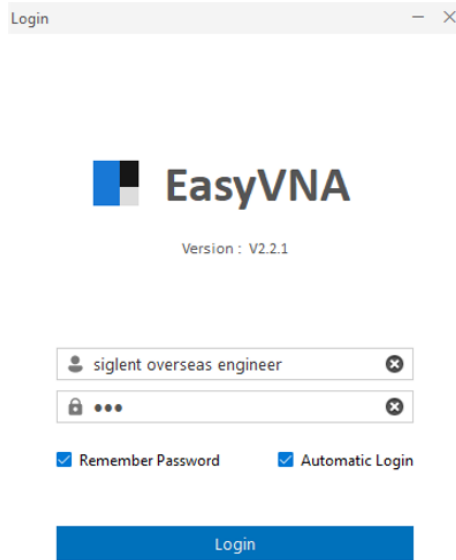 Login
EasyVNA
Version : V2.2.1
siglent overseas engineer
●●●
Remember Password Automatic Login
Login